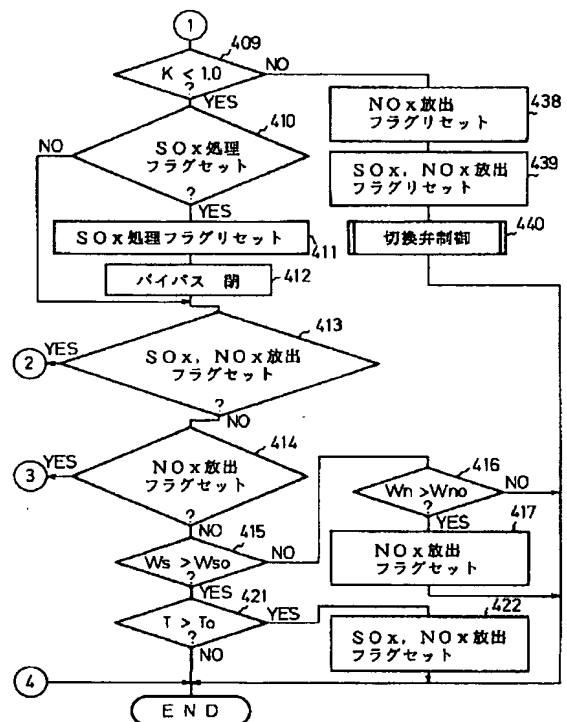 1
409
K < 1.0
?
NO
YES
410
NO
SOx処理
フラグセット
?
YES
SOx処理フラグリセット
411
バイパス 閉
412
438
NOx放出
フラグリセット
439
SOx, NOx放出
フラグリセット
440
切換弁制御
413
2
YES
SOx, NOx放出
フラグセット
?
NO
414
3
YES
NOx放出
フラグセット
?
NO
415
Ws >Wso
?
NO
YES
416
Wn >Wno
?
NO
YES
417
NOx放出
フラグセット
421
T > To
?
YES
NO
422
SOx, NOx放出
フラグセット
4
END